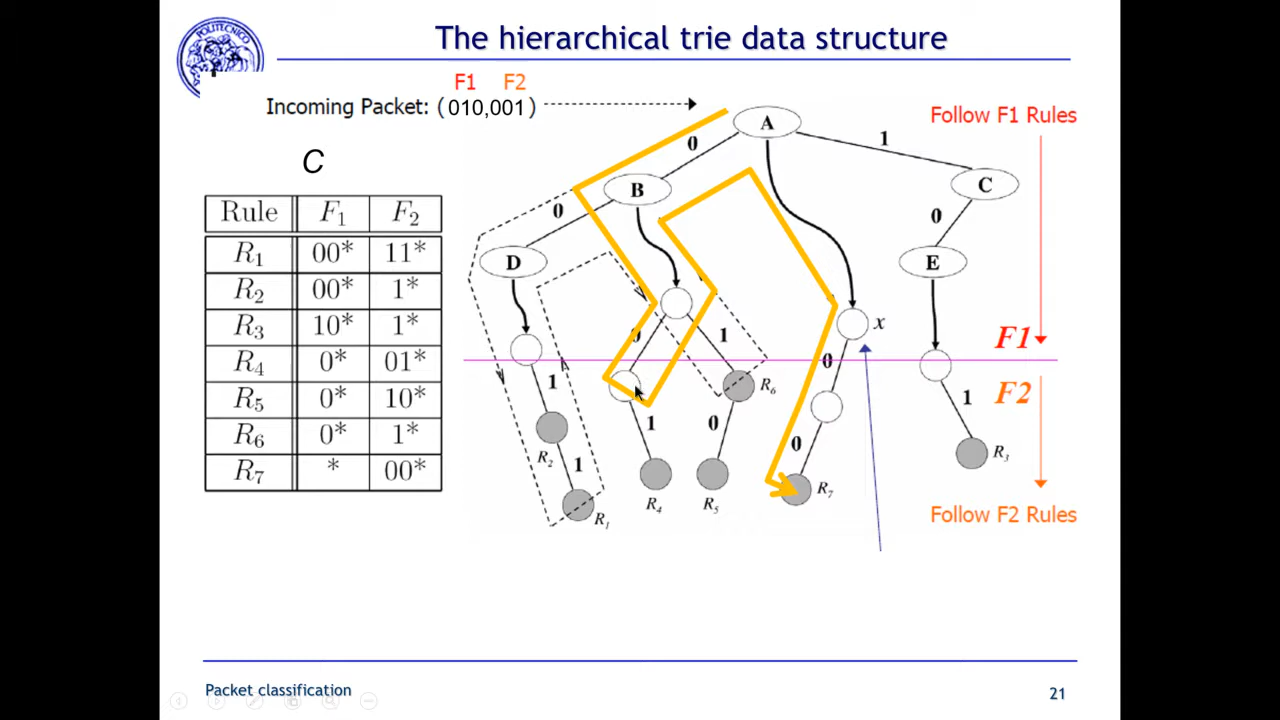 The hierarchical trie data structure
POLITECNICO
F1 F2
Incoming Packet: ( 010,001 )
Follow F1 Rules
C
Rule F1 F2
R1 00* 11*
R2 00* 1*
R3 10* 1*
R4 0* 01*
R5 0* 10*
R6 0* 1*
R7 * 00*
A
0 1
B C
0 0
D E
x
F1
0 1 0
F2
1 R6 1
1 0 0
R2 R3
1
R4 R5 R7
R1
Follow F2 Rules
Packet classification
21